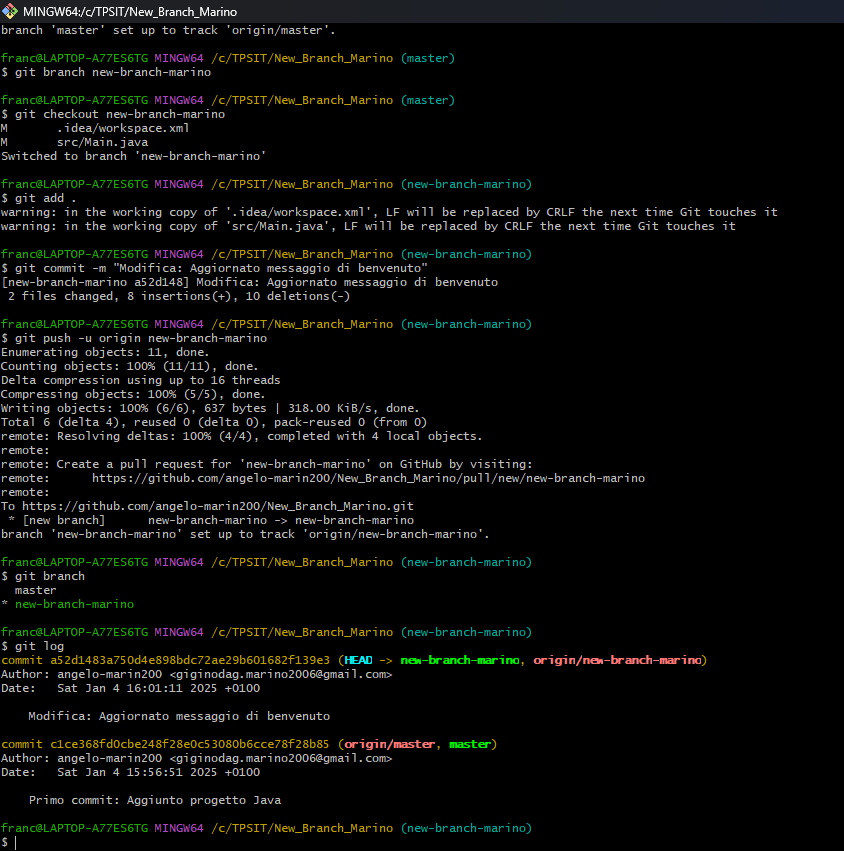 MINGW64:/c/TPSIT/New_Branch_Marino
branch 'master' set up to track 'origin/master'.
franc@LAPTOP-A77ES6TG MINGW64 /c/TPSIT/New_Branch_Marino (master)
$ git branch new-branch-marino
franc@LAPTOP-A77ES6TG MINGW64 /c/TPSIT/New_Branch_Marino (master)
$ git checkout new-branch-marino
M       .idea/workspace.xml
M       src/Main.java
Switched to branch 'new-branch-marino'
franc@LAPTOP-A77ES6TG MINGW64 /c/TPSIT/New_Branch_Marino (new-branch-marino)
$ git add .
warning: in the working copy of '.idea/workspace.xml', LF will be replaced by CRLF the next time Git touches it
warning: in the working copy of 'src/Main.java', LF will be replaced by CRLF the next time Git touches it
franc@LAPTOP-A77ES6TG MINGW64 /c/TPSIT/New_Branch_Marino (new-branch-marino)
$ git commit -m "Modifica: Aggiornato messaggio di benvenuto"
[new-branch-marino a52d148] Modifica: Aggiornato messaggio di benvenuto
 2 files changed, 8 insertions(+), 10 deletions(-)
franc@LAPTOP-A77ES6TG MINGW64 /c/TPSIT/New_Branch_Marino (new-branch-marino)
$ git push -u origin new-branch-marino
Enumerating objects: 11, done.
Counting objects: 100% (11/11), done.
Delta compression using up to 16 threads
Compressing objects: 100% (5/5), done.
Writing objects: 100% (6/6), 637 bytes | 318.00 KiB/s, done.
Total 6 (delta 4), reused 0 (delta 0), pack-reused 0 (from 0)
remote: Resolving deltas: 100% (4/4), completed with 4 local objects.
remote:
remote: Create a pull request for 'new-branch-marino' on GitHub by visiting:
remote:      https://github.com/angelo-marin200/New_Branch_Marino/pull/new/new-branch-marino
remote:
To https://github.com/angelo-marin200/New_Branch_Marino.git
 * [new branch]      new-branch-marino -> new-branch-marino
branch 'new-branch-marino' set up to track 'origin/new-branch-marino'.
franc@LAPTOP-A77ES6TG MINGW64 /c/TPSIT/New_Branch_Marino (new-branch-marino)
$ git branch
  master
* new-branch-marino
franc@LAPTOP-A77ES6TG MINGW64 /c/TPSIT/New_Branch_Marino (new-branch-marino)
$ git log
commit a52d1483a750d4e898bdc72ae29b601682f139e3 (HEAD -> new-branch-marino, origin/new-branch-marino)
Author: angelo-marin200 <giginodag.marino2006@gmail.com>
Date:   Sat Jan 4 16:01:11 2025 +0100
    Modifica: Aggiornato messaggio di benvenuto
commit c1ce368fd0cbe248f28e0c53080b6cce78f28b85 (origin/master, master)
Author: angelo-marin200 <giginodag.marino2006@gmail.com>
Date:   Sat Jan 4 15:56:51 2025 +0100
    Primo commit: Aggiunto progetto Java
franc@LAPTOP-A77ES6TG MINGW64 /c/TPSIT/New_Branch_Marino (new-branch-marino)
$